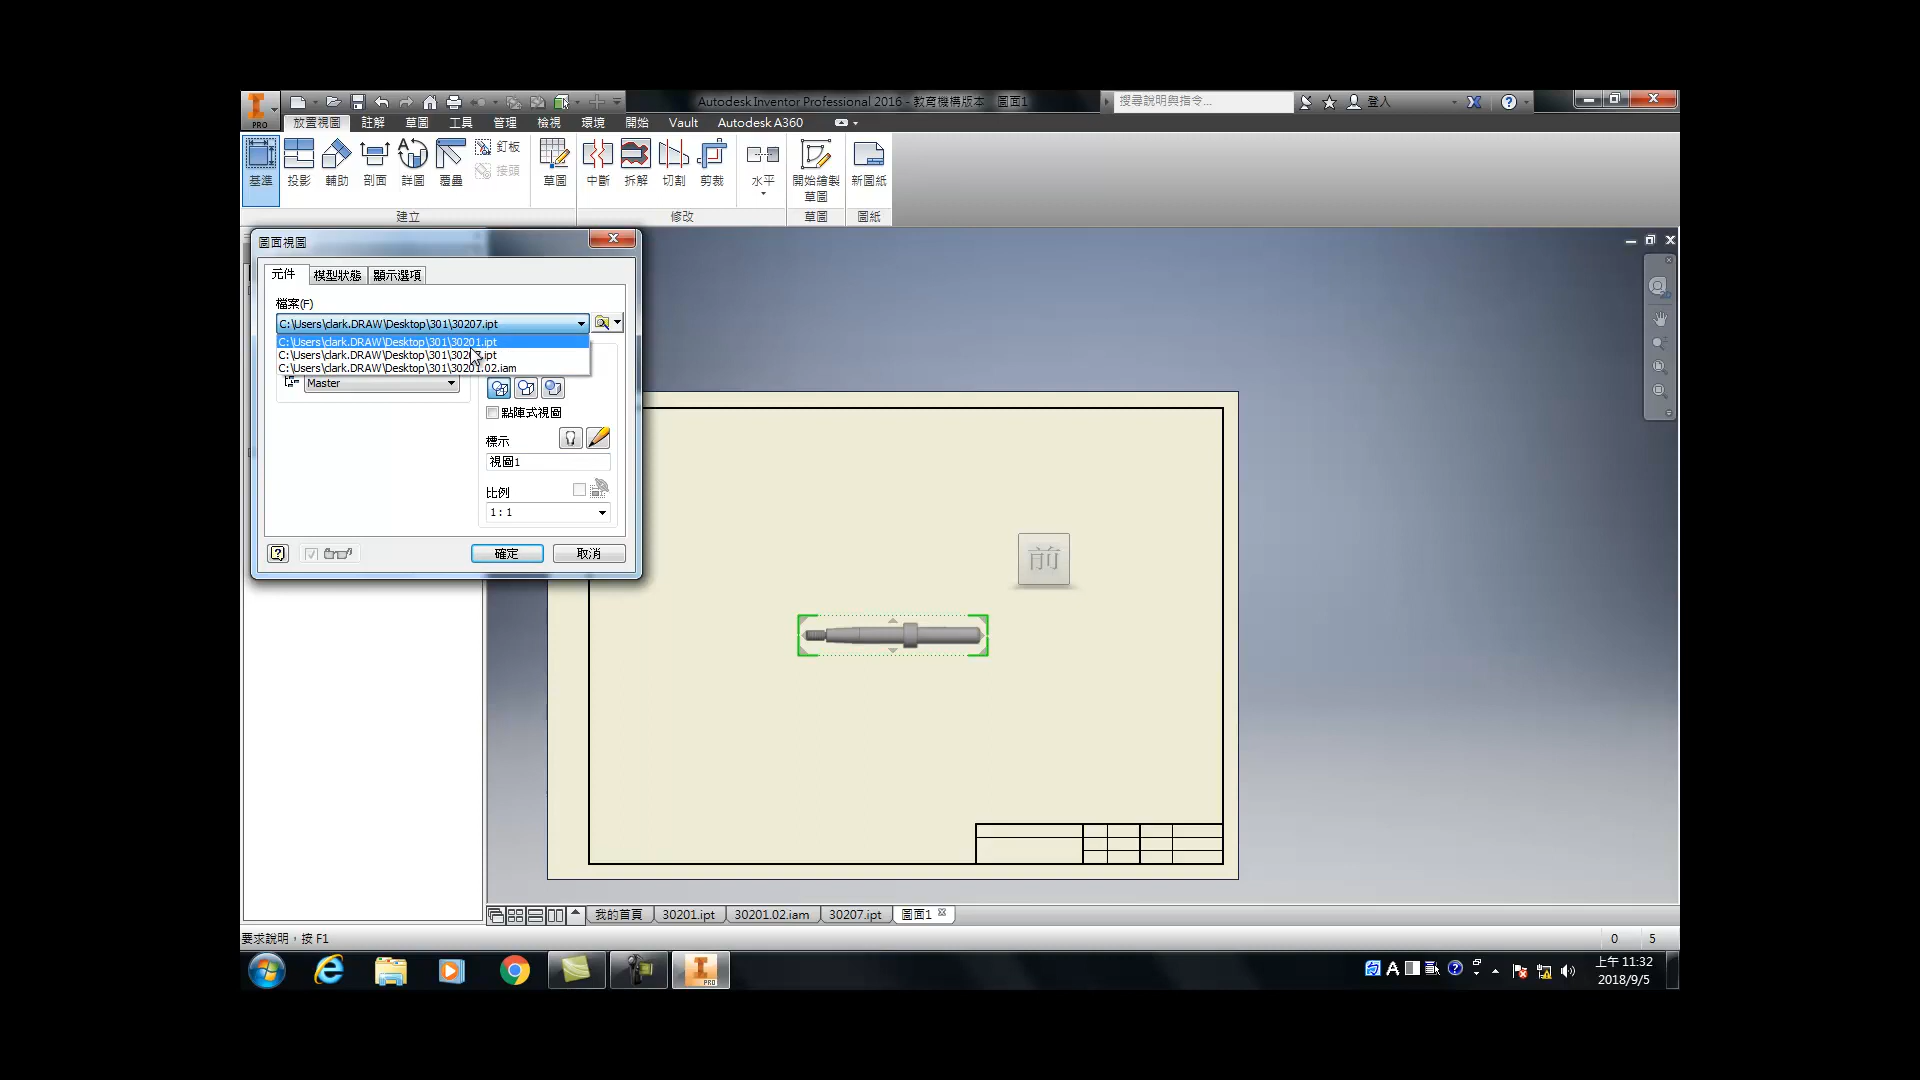 Autodesk Inventor Professional 2016 - 教育機構版本 圖面1
搜尋說明與指令...
登入
PRO
放置視圖 註解 草圖 工具 管理 檢視 環境 開始 Vault Autodesk A360
基準 投影 輔助 剖面 詳圖 覆疊 釘板 接頭
草圖 中斷 拆解 切割 剪裁 水平 開始繪製草圖 新圖紙
建立 修改 草圖 圖紙
圖面視圖
元件 模型狀態 顯示選項
檔案(F)
C:\Users\clark.DRAW\Desktop\301\30207.ipt
C:\Users\clark.DRAW\Desktop\301\30201.ipt
C:\Users\clark.DRAW\Desktop\301\30207.ipt
C:\Users\clark.DRAW\Desktop\301\30201.02.iam
Master
點陣式視圖
標示
視圖1
比例
1 : 1
確定 取消
前
我的首頁 30201.ipt 30201.02.iam 30207.ipt 圖面1
要求說明，按 F1
0 5
PRO
A
上午 11:32
2018/9/5